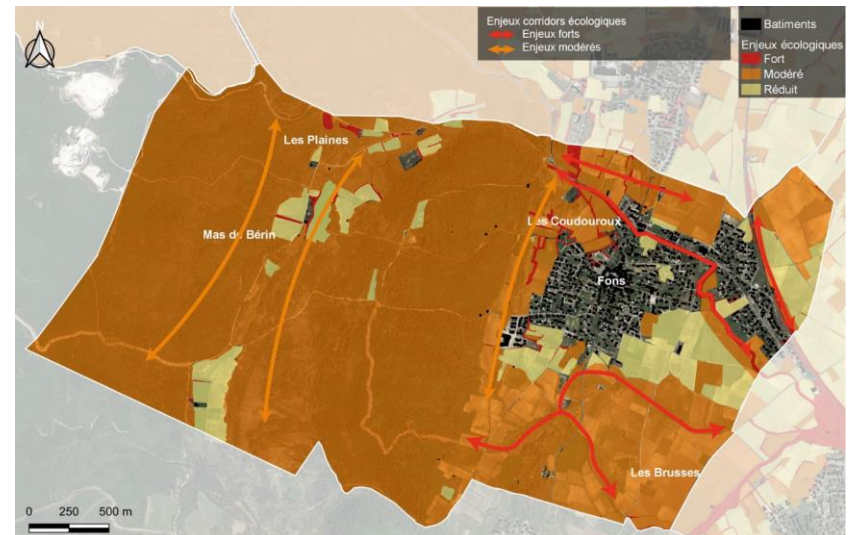 Enjeux corridors écologiques
Enjeux forts
Enjeux modérés
Batiments
Enjeux écologiques
Fort
Modéré
Réduit
N
Les Plaines
Les Coudouroux
Mas de Bérin
Fons
Les Brusses
0 250 500 m